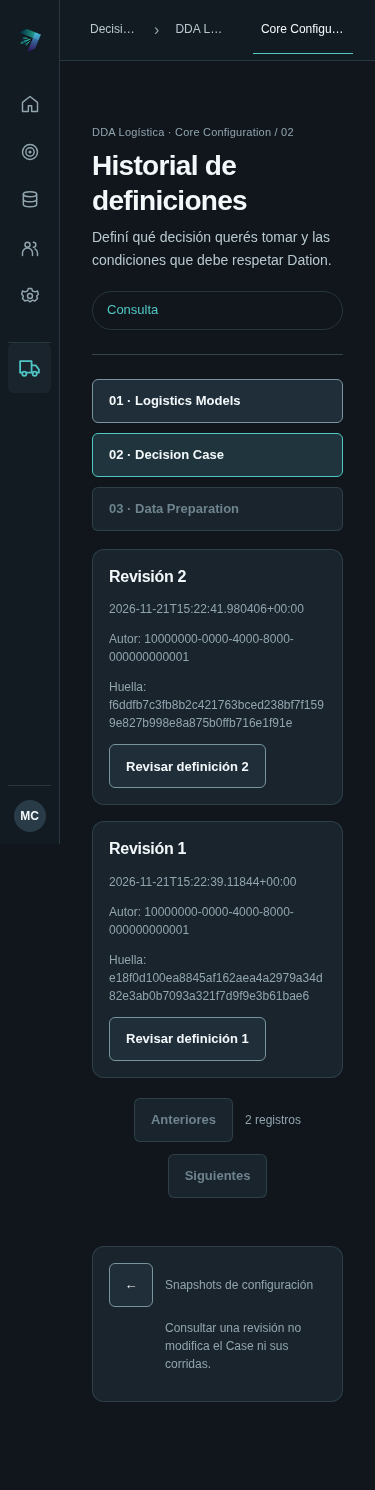 Decisi… › DDA L… Core Configu…
DDA Logística · Core Configuration / 02
Historial de
definiciones
Definí qué decisión querés tomar y las
condiciones que debe respetar Dation.
Consulta
01 · Logistics Models
02 · Decision Case
03 · Data Preparation
Revisión 2
2026-11-21T15:22:41.980406+00:00
Autor: 10000000-0000-4000-8000-
000000000001
Huella:
f6ddfb7c3fb8b2c421763bced238bf7f159
9e827b998e8a875b0ffb716e1f91e
Revisar definición 2
Revisión 1
2026-11-21T15:22:39.11844+00:00
Autor: 10000000-0000-4000-8000-
000000000001
Huella:
e18f0d100ea8845af162aea4a2979a34d
82e3ab0b7093a321f7d9f9e3b61bae6
Revisar definición 1
Anteriores
2 registros
Siguientes
←
Snapshots de configuración
Consultar una revisión no
modifica el Case ni sus
corridas.
MC